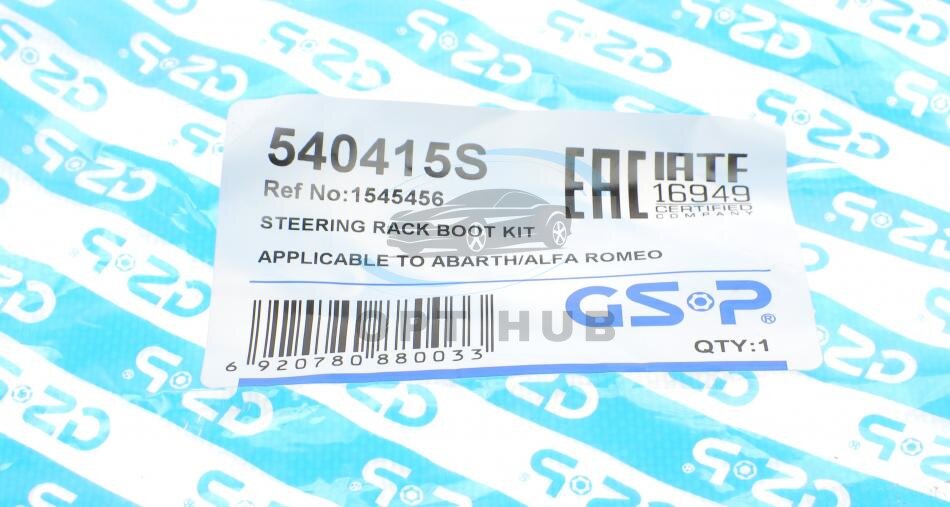 540415S
Ref No:1545456
STEERING RACK BOOT KIT
APPLICABLE TO ABARTH/ALFA ROMEO
EAC
IATF
16949
CERTIFIED
COMPANY
GS-P®
6 920780 880033
QTY:1
OPT HUB